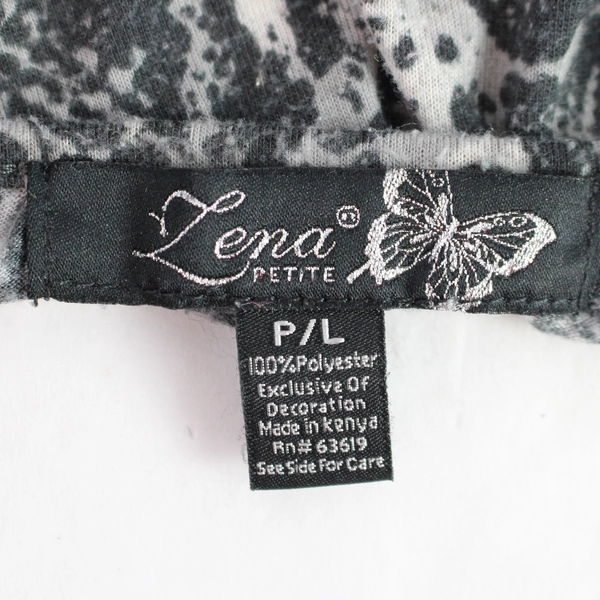 Zena®
PETITE
P/L
100%Polyester
Exclusive Of
Decoration
Made in kenya
Rn# 63619
See Side For Care